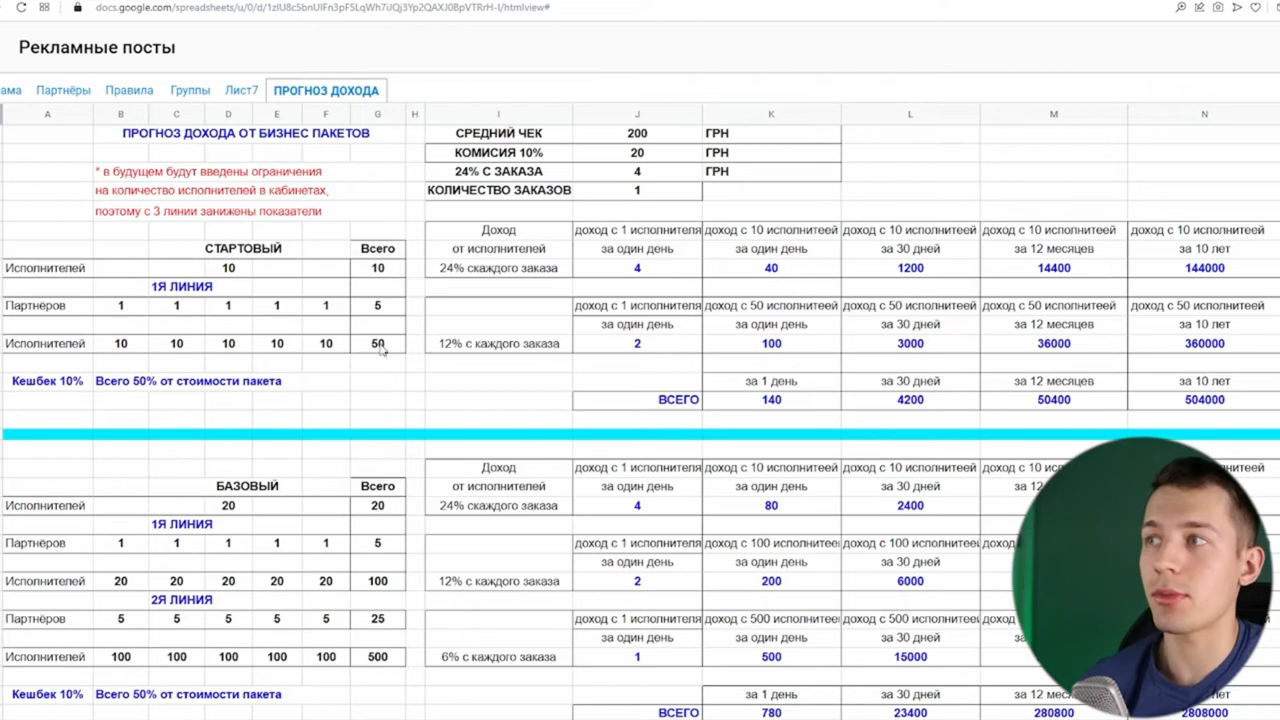 docs.google.com/spreadsheets/u/0/d/1zIU8c5bnUIFn3pF5LqWh7iJQj3Yp2QAXJ0BpVTRrH-I/htmlview#
Рекламные посты
ама Партнёры Правила Группы Лист7 ПРОГНОЗ ДОХОДА
A B C D E F G H I J K L M N
ПРОГНОЗ ДОХОДА ОТ БИЗНЕС ПАКЕТОВ СРЕДНИЙ ЧЕК 200 ГРН
КОМИСИЯ 10% 20 ГРН
* в будущем будут введены ограничения 24% С ЗАКАЗА 4 ГРН
на количество исполнителей в кабинетах, КОЛИЧЕСТВО ЗАКАЗОВ 1
поэтому с 3 линии занижены показатели
Доход доход с 1 исполнителя доход с 10 исполнитеей доход с 10 исполнитеей доход с 10 исполнитеей доход с 10 исполнитеей
СТАРТОВЫЙ Всего от исполнителей за один день за один день за 30 дней за 12 месяцев за 10 лет
Исполнителей 10 10 24% скаждого заказа 4 40 1200 14400 144000
1Я ЛИНИЯ
Партнёров 1 1 1 1 1 5 доход с 1 исполнителя доход с 50 исполнитеей доход с 50 исполнитеей доход с 50 исполнитеей доход с 50 исполнитеей
за один день за один день за 30 дней за 12 месяцев за 10 лет
Исполнителей 10 10 10 10 10 50 12% с каждого заказа 2 100 3000 36000 360000
Кешбек 10% Всего 50% от стоимости пакета за 1 день за 30 дней за 12 месяцев за 10 лет
ВСЕГО 140 4200 50400 504000
Доход доход с 1 исполнителя доход с 10 исполнитеей доход с 10 исполнитеей доход с 10 исполнитеей
БАЗОВЫЙ Всего от исполнителей за один день за один день за 30 дней за 12
Исполнителей 20 20 24% скаждого заказа 4 80 2400
1Я ЛИНИЯ
Партнёров 1 1 1 1 1 5 доход с 1 исполнителя доход с 100 исполнитее доход с 100 исполнитее доход
за один день за один день за 30 дней
Исполнителей 20 20 20 20 20 100 12% с каждого заказа 2 200 6000
2Я ЛИНИЯ
Партнёров 5 5 5 5 5 25 доход с 1 исполнителя доход с 500 исполнитее доход с 500 исполнитее доход
за один день за один день за 30 дней
Исполнителей 100 100 100 100 100 500 6% с каждого заказа 1 500 15000
Кешбек 10% Всего 50% от стоимости пакета за 1 день за 30 дней за 12 лет
ВСЕГО 780 23400 280800 2808000